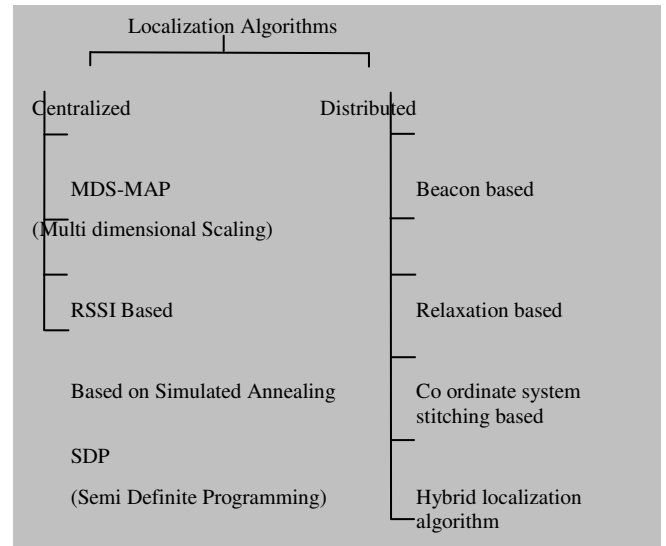 Localization Algorithms
Centralized
Distributed
MDS-MAP
(Multi dimensional Scaling)
RSSI Based
Based on Simulated Annealing
SDP
(Semi Definite Programming)
Beacon based
Relaxation based
Co ordinate system
stitching based
Hybrid localization
algorithm